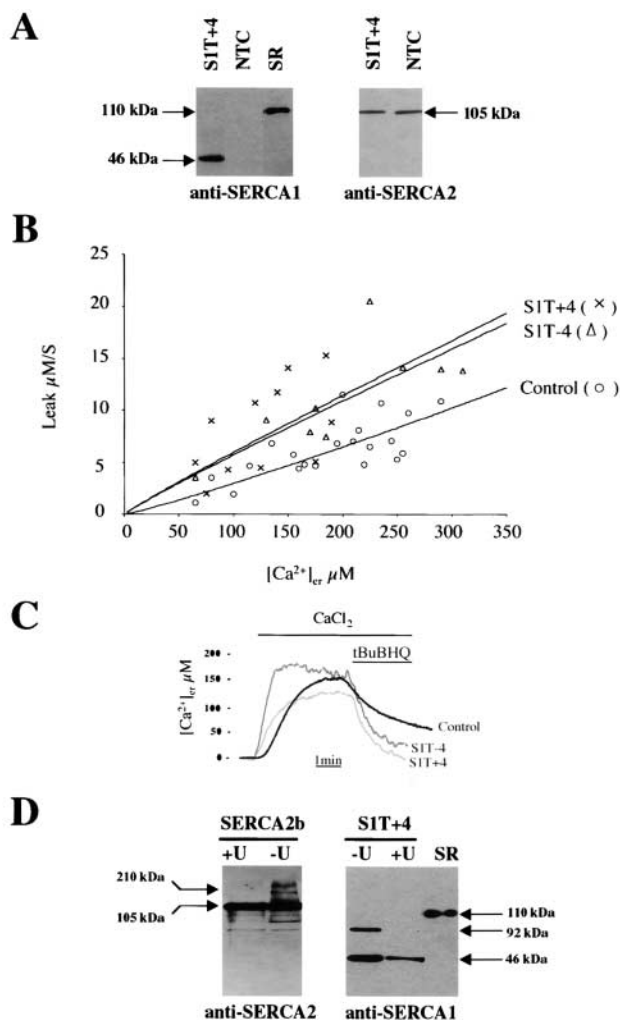 A
S1T+4 NTC SR
S1T+4 NTC
110 kDa
105 kDa
46 kDa
anti-SERCA1
anti-SERCA2
B
Leak µM/S
25
20
15
10
5
0
0 50 100 150 200 250 300 350
[Ca²⁺]er µM
S1T+4 ( × )
S1T-4 ( Δ )
Control ( ○ )
C
CaCl₂
tBuBHQ
[Ca²⁺]er µM
200 -
150 -
100 -
50 -
0 -
Control
S1T-4
S1T+4
1min
D
SERCA2b
+U -U
S1T+4
-U +U SR
210 kDa
105 kDa
110 kDa
92 kDa
46 kDa
anti-SERCA2
anti-SERCA1